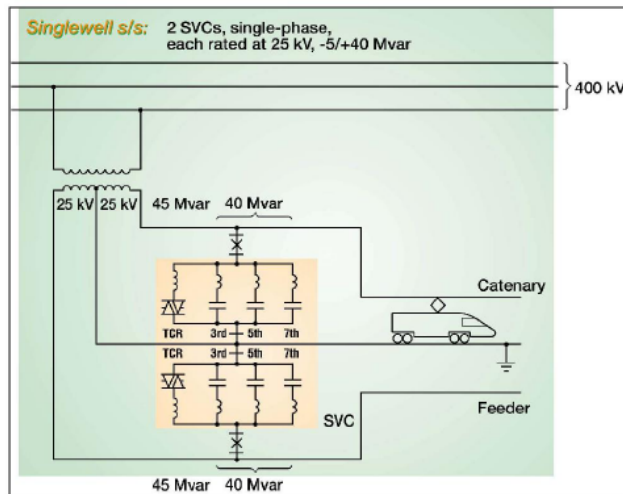 Singlewell s/s: 2 SVCs, single-phase,
each rated at 25 kV, -5/+40 Mvar
400 kV
25 kV 25 kV
45 Mvar 40 Mvar
Catenary
TCR 3rd 5th 7th
TCR 3rd 5th 7th
Feeder
SVC
45 Mvar 40 Mvar